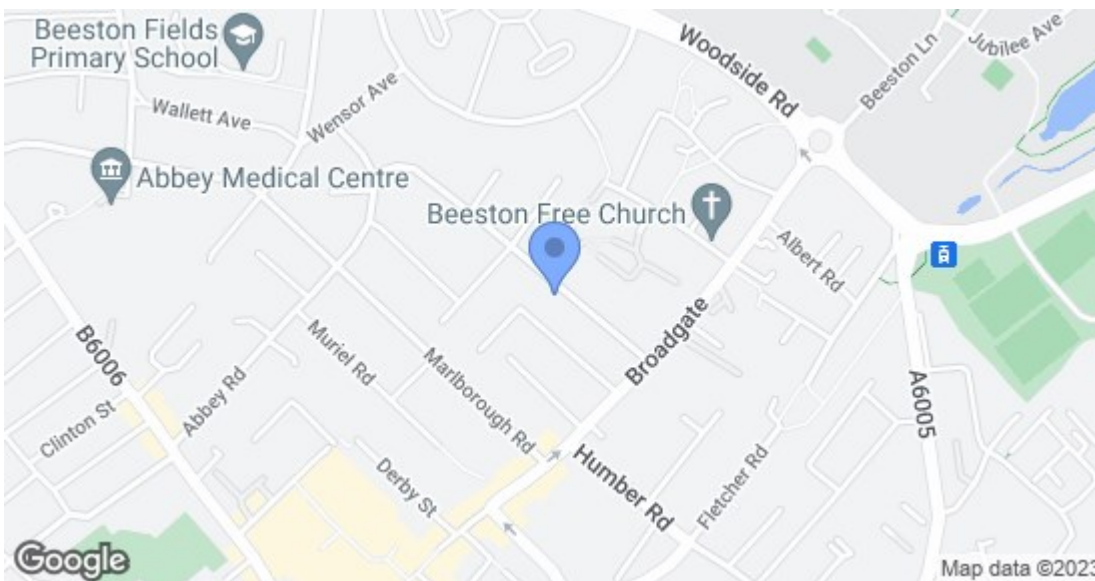 Beeston Fields
Primary School
Woodside Rd
Beeston Ln
Jubilee Ave
Wallett Ave
Wensor Ave
Abbey Medical Centre
Beeston Free Church
Albert Rd
B6006
Muriel Rd
Marlborough Rd
Broadgate
A6005
Clinton St
Abbey Rd
Derby St
Humber Rd
Fletcher Rd
Google
Map data ©2023